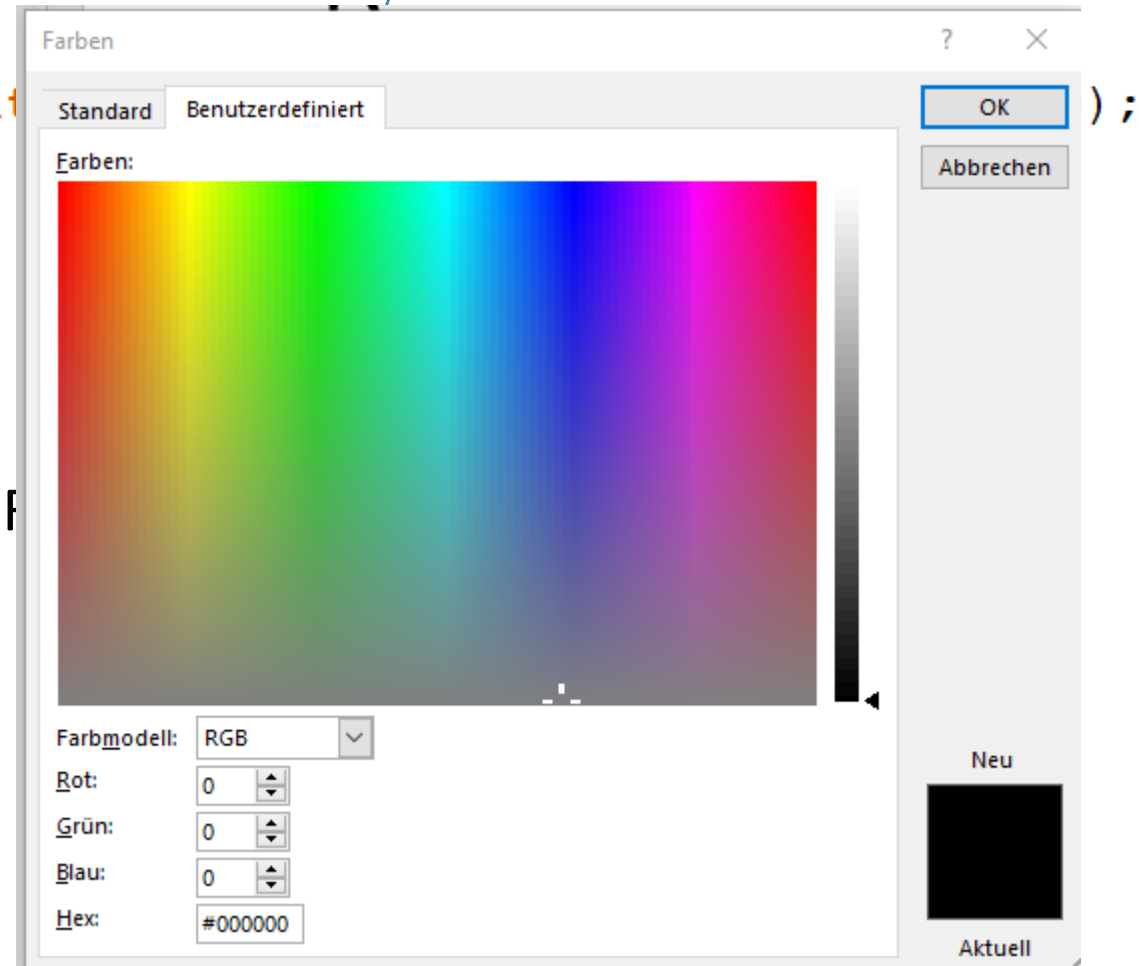 Farben ?
Standard Benutzerdefiniert OK
);
Farben: Abbrechen
F
Farbmodell: RGB
Rot: 0
Grün: 0
Blau: 0
Hex: #000000
Neu
Aktuell